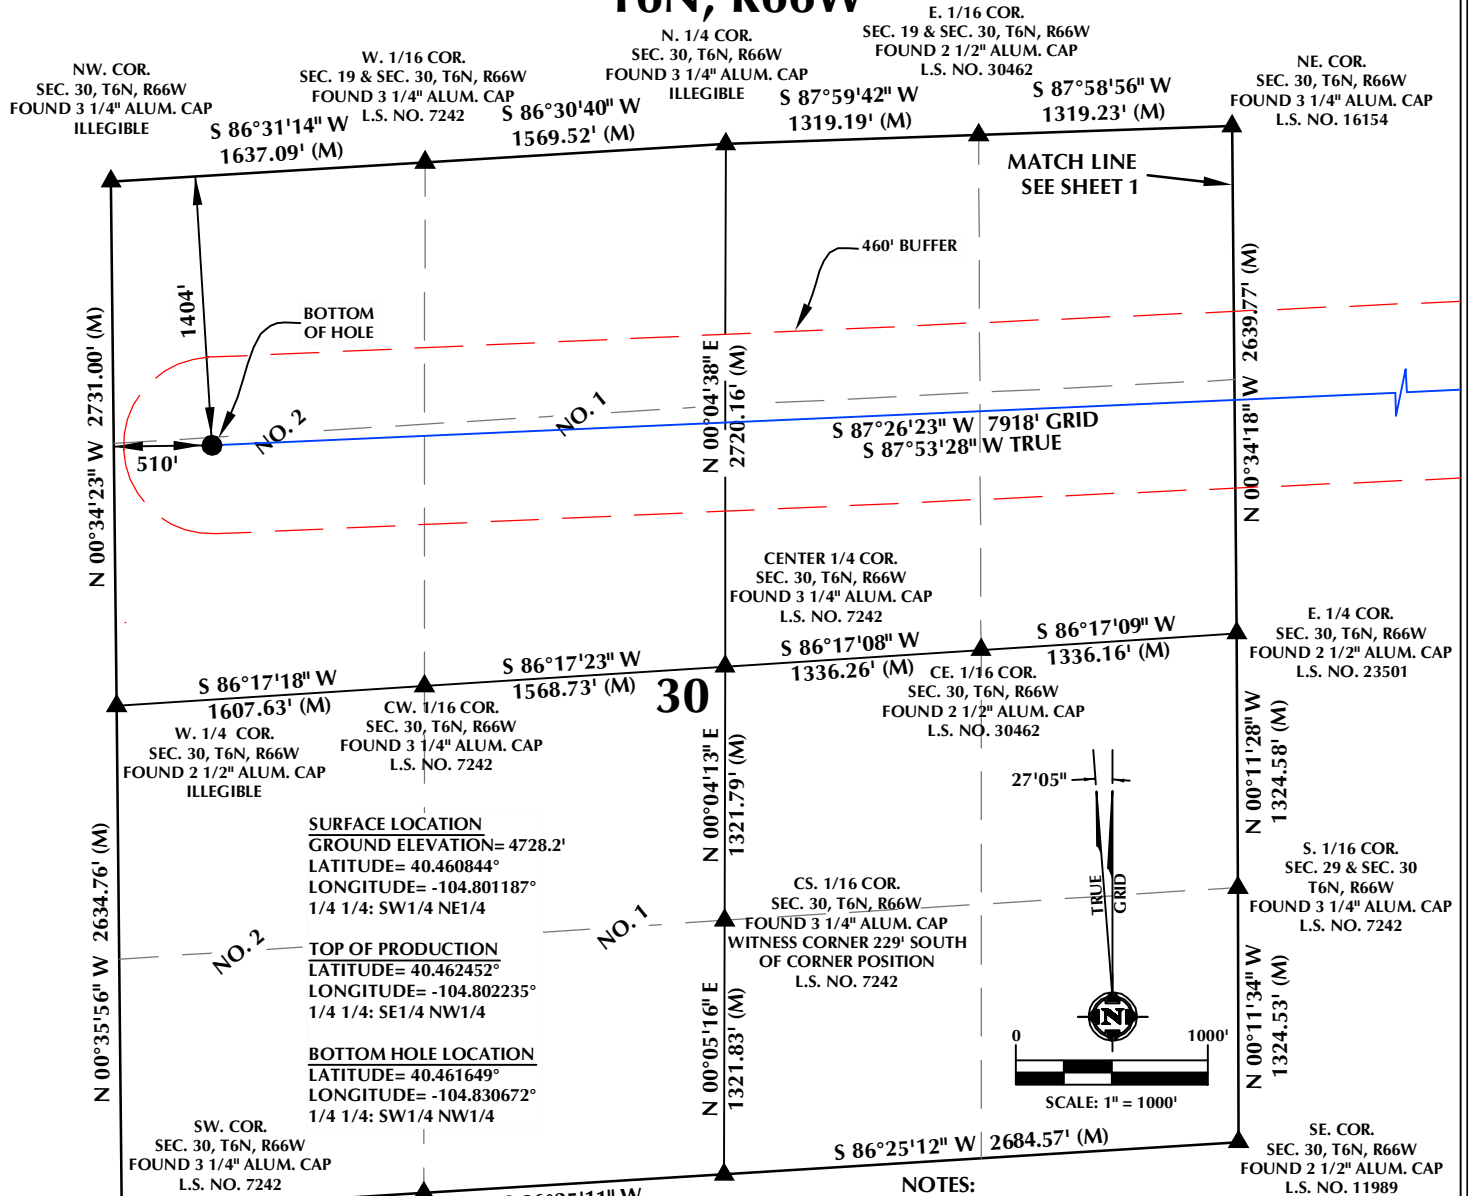 T6N, R66W
NW. COR.
SEC. 30, T6N, R66W
FOUND 3 1/4" ALUM. CAP
ILLEGIBLE
W. 1/16 COR.
SEC. 19 & SEC. 30, T6N, R66W
FOUND 3 1/4" ALUM. CAP
L.S. NO. 7242
N. 1/4 COR.
SEC. 30, T6N, R66W
FOUND 3 1/4" ALUM. CAP
ILLEGIBLE
E. 1/16 COR.
SEC. 19 & SEC. 30, T6N, R66W
FOUND 2 1/2" ALUM. CAP
L.S. NO. 30462
NE. COR.
SEC. 30, T6N, R66W
FOUND 3 1/4" ALUM. CAP
L.S. NO. 16154
S 86°31'14" W
1637.09' (M)
S 86°30'40" W
1569.52' (M)
S 87°59'42" W
1319.19' (M)
S 87°58'56" W
1319.23' (M)
MATCH LINE
SEE SHEET 1
460' BUFFER
1404'
BOTTOM
OF HOLE
N 00°34'23" W 2731.00' (M)
N 00°04'38" E
2720.16' (M)
N 00°34'18" W 2639.77' (M)
NO. 2
NO. 1
510'
S 87°26'23" W 7918' GRID
S 87°53'28" W TRUE
CENTER 1/4 COR.
SEC. 30, T6N, R66W
FOUND 3 1/4" ALUM. CAP
L.S. NO. 7242
E. 1/4 COR.
SEC. 30, T6N, R66W
FOUND 2 1/2" ALUM. CAP
L.S. NO. 23501
S 86°17'18" W
1607.63' (M)
S 86°17'23" W
1568.73' (M)
S 86°17'08" W
1336.26' (M)
S 86°17'09" W
1336.16' (M)
30
W. 1/4 COR.
SEC. 30, T6N, R66W
FOUND 2 1/2" ALUM. CAP
ILLEGIBLE
CW. 1/16 COR.
SEC. 30, T6N, R66W
FOUND 3 1/4" ALUM. CAP
L.S. NO. 7242
CE. 1/16 COR.
SEC. 30, T6N, R66W
FOUND 2 1/2" ALUM. CAP
L.S. NO. 30462
N 00°35'56" W 2634.76' (M)
N 00°04'13" E
1321.79' (M)
N 00°11'28" W
1324.58' (M)
27'05"
TRUE
GRID
N
SURFACE LOCATION
GROUND ELEVATION= 4728.2'
LATITUDE= 40.460844°
LONGITUDE= -104.801187°
1/4 1/4: SW1/4 NE1/4
TOP OF PRODUCTION
LATITUDE= 40.462452°
LONGITUDE= -104.802235°
1/4 1/4: SE1/4 NW1/4
BOTTOM HOLE LOCATION
LATITUDE= 40.461649°
LONGITUDE= -104.830672°
1/4 1/4: SW1/4 NW1/4
NO. 2
NO. 1
CS. 1/16 COR.
SEC. 30, T6N, R66W
FOUND 3 1/4" ALUM. CAP
WITNESS CORNER 229' SOUTH
OF CORNER POSITION
L.S. NO. 7242
S. 1/16 COR.
SEC. 29 & SEC. 30
T6N, R66W
FOUND 3 1/4" ALUM. CAP
L.S. NO. 7242
N 00°05'16" E
1321.83' (M)
N 00°11'34" W
1324.53' (M)
0 1000'
SCALE: 1" = 1000'
SW. COR.
SEC. 30, T6N, R66W
FOUND 3 1/4" ALUM. CAP
L.S. NO. 7242
S 86°25'12" W 2684.57' (M)
SE. COR.
SEC. 30, T6N, R66W
FOUND 2 1/2" ALUM. CAP
L.S. NO. 11989
NOTES: